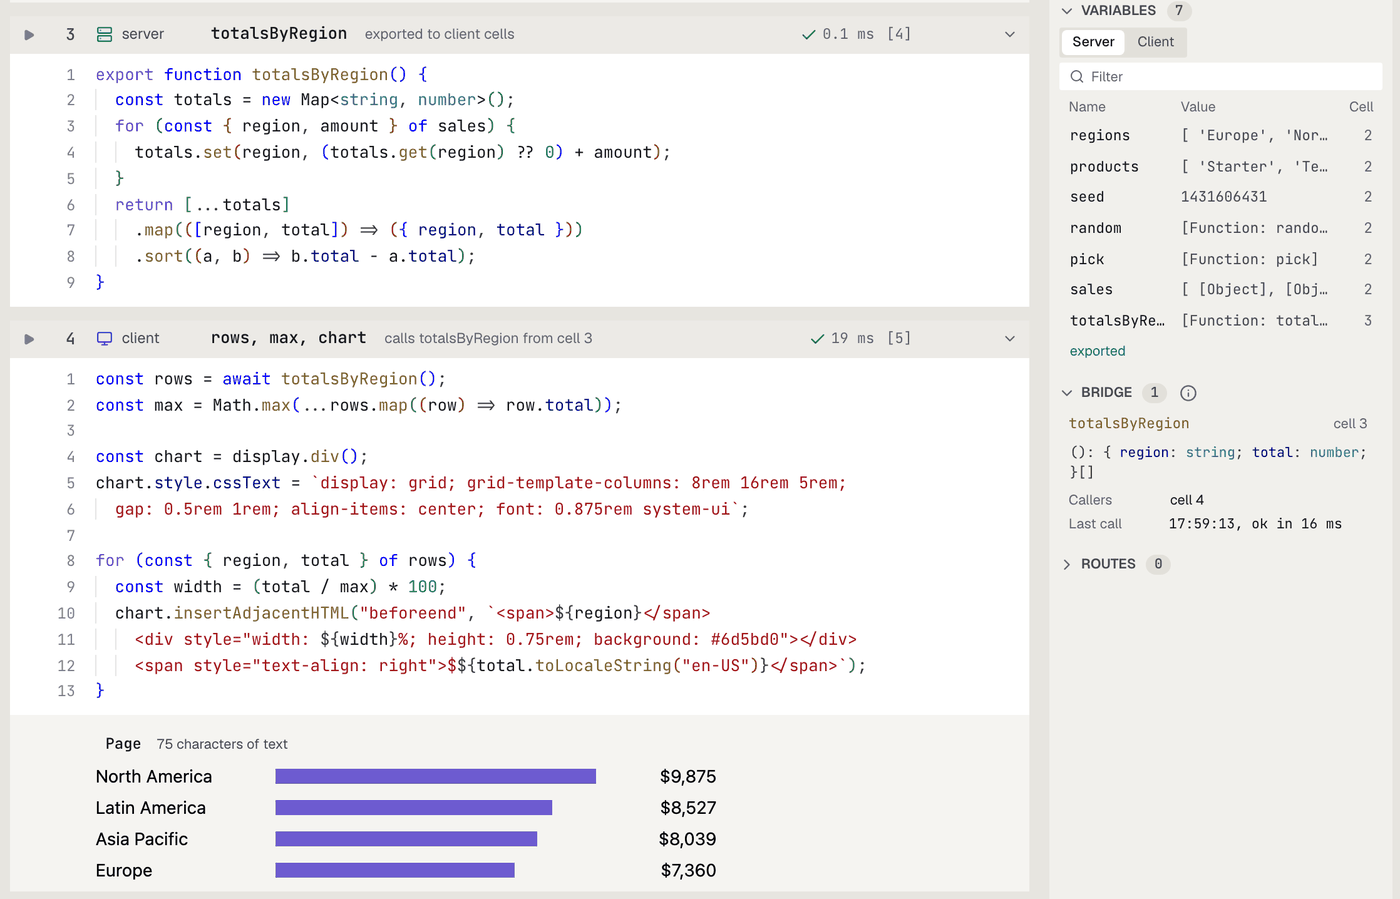 3 server totalsByRegion exported to client cells 0.1 ms [4]
1 export function totalsByRegion() {
2 const totals = new Map<string, number>();
3 for (const { region, amount } of sales) {
4 totals.set(region, (totals.get(region) ?? 0) + amount);
5 }
6 return [...totals]
7 .map(([region, total]) => ({ region, total }))
8 .sort((a, b) => b.total - a.total);
9 }
4 client rows, max, chart calls totalsByRegion from cell 3 19 ms [5]
1 const rows = await totalsByRegion();
2 const max = Math.max(...rows.map((row) => row.total));
3
4 const chart = display.div();
5 chart.style.cssText = `display: grid; grid-template-columns: 8rem 16rem 5rem;
6 gap: 0.5rem 1rem; align-items: center; font: 0.875rem system-ui`;
7
8 for (const { region, total } of rows) {
9 const width = (total / max) * 100;
10 chart.insertAdjacentHTML("beforeend", `<span>${region}</span>
11 <div style="width: ${width}%; height: 0.75rem; background: #6d5bd0"></div>
12 <span style="text-align: right">$${total.toLocaleString("en-US")}</span>`);
13 }
Page 75 characters of text
North America $9,875
Latin America $8,527
Asia Pacific $8,039
Europe $7,360
VARIABLES 7
Server Client
Filter
Name Value Cell
regions [ 'Europe', 'Nor… 2
products [ 'Starter', 'Te… 2
seed 1431606431 2
random [Function: rando… 2
pick [Function: pick] 2
sales [ [Object], [Obj… 2
totalsByRe… [Function: total… 3
exported
BRIDGE 1
totalsByRegion cell 3
(): { region: string; total: number;
}[]
Callers cell 4
Last call 17:59:13, ok in 16 ms
ROUTES 0